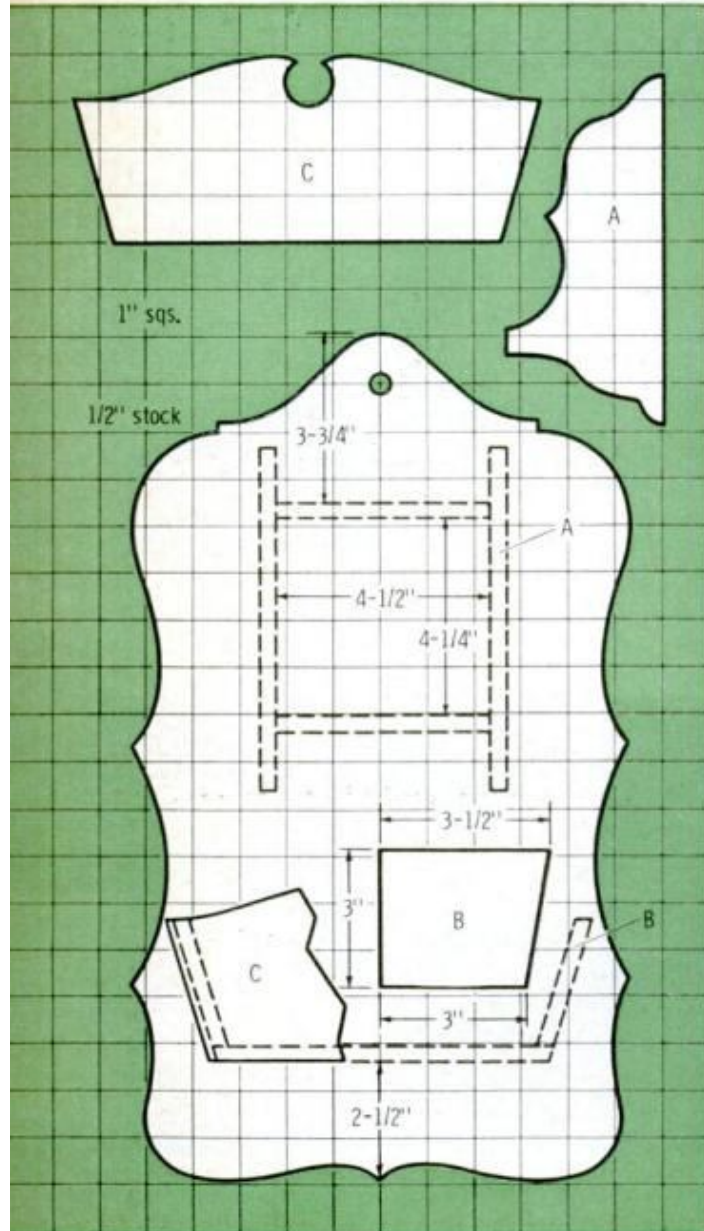 C
A
1" sqs.
1/2" stock
3-3/4"
A
4-1/2"
4-1/4"
3-1/2"
3"
B
B
C
3"
2-1/2"